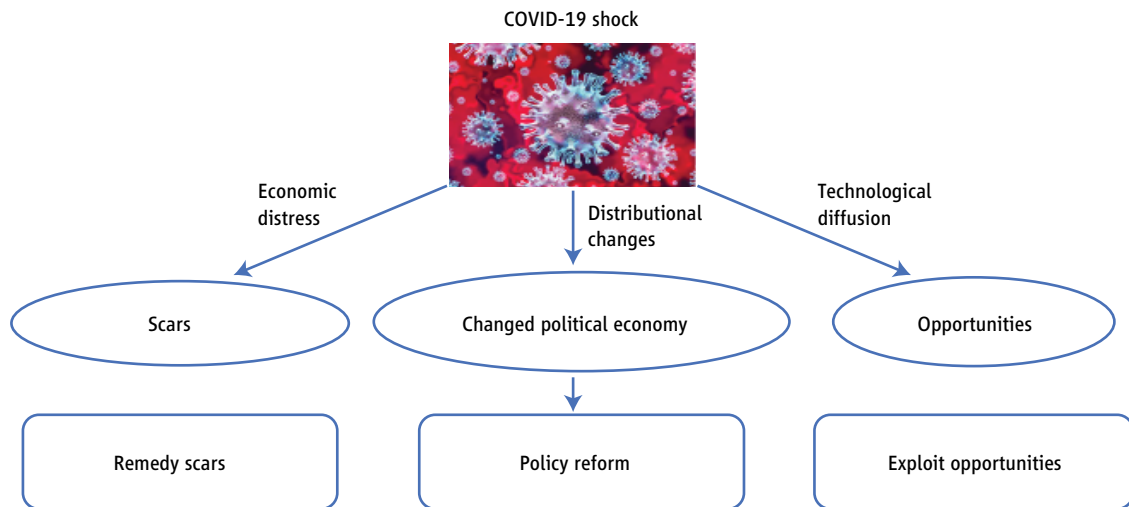 COVID-19 shock
Economic
distress
Distributional
changes
Technological
diffusion
Scars
Changed political economy
Opportunities
Remedy scars
Policy reform
Exploit opportunities